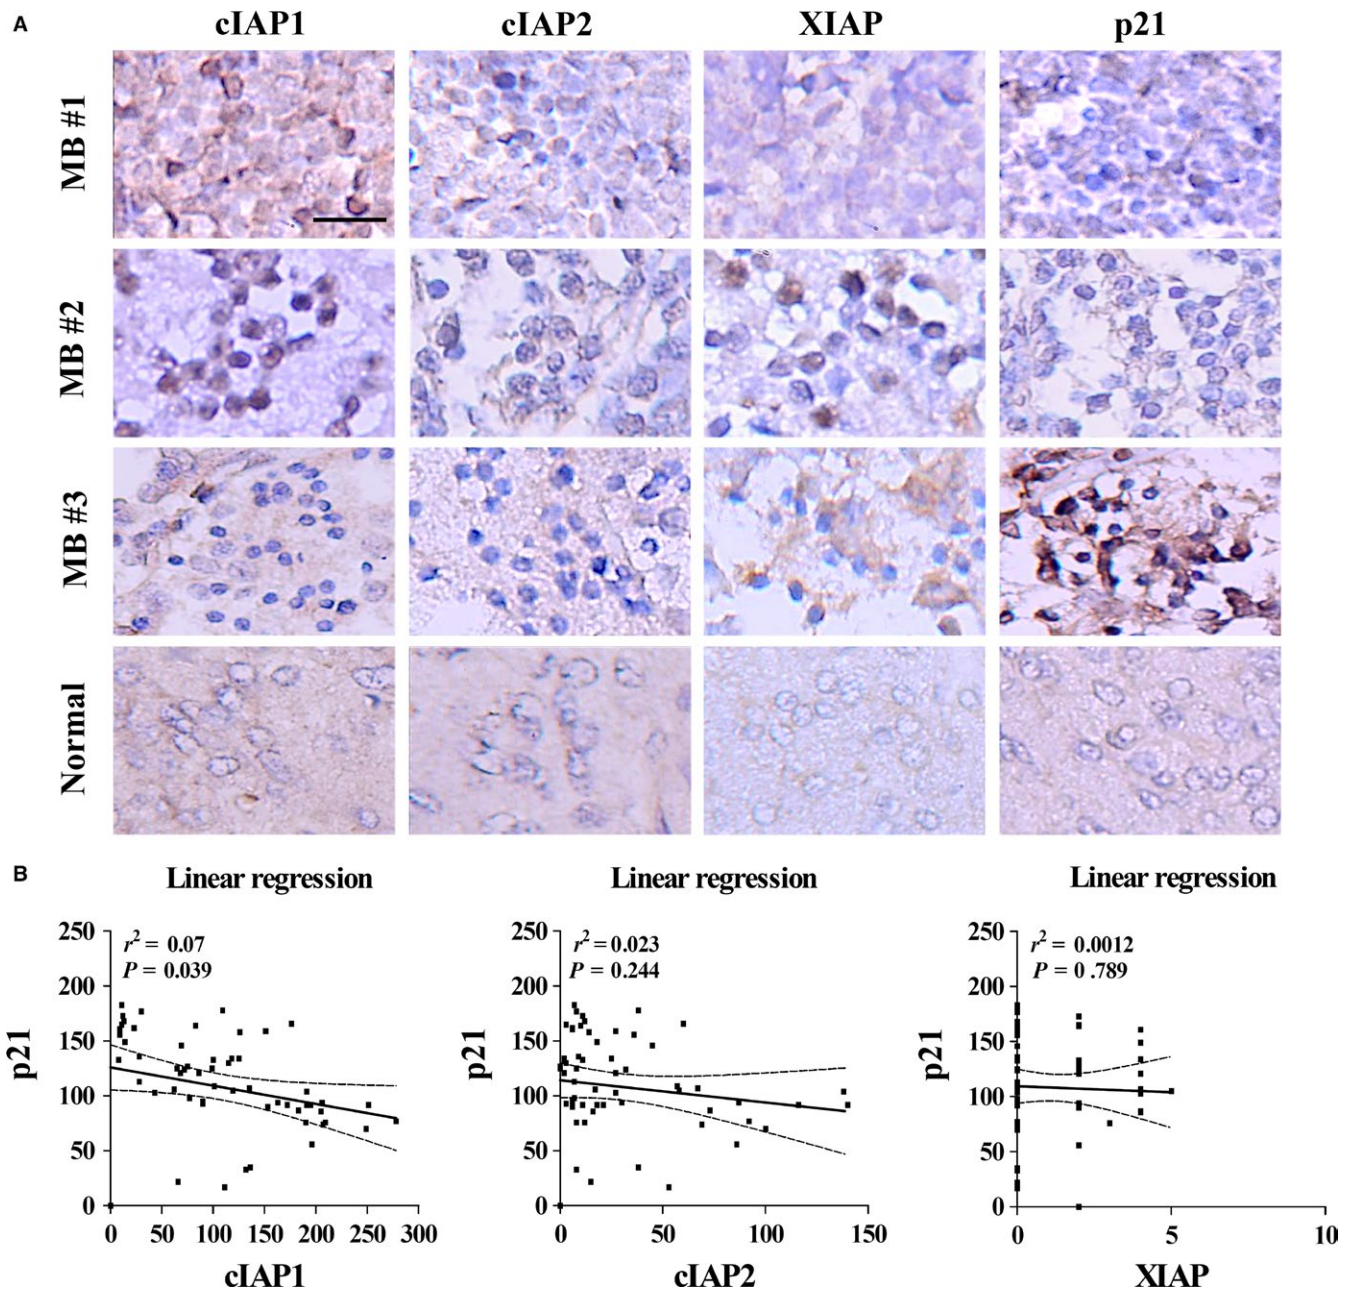 A
cIAP1 cIAP2 XIAP p21
MB #1
MB #2
MB #3
Normal
B
Linear regression Linear regression Linear regression
r² = 0.07
P = 0.039
r² = 0.023
P = 0.244
r² = 0.0012
P = 0.789
p21
250
200
150
100
50
0
0 50 100 150 200 250 300
cIAP1
p21
250
200
150
100
50
0
0 50 100 150
cIAP2
p21
250
200
150
100
50
0
0 5 10
XIAP